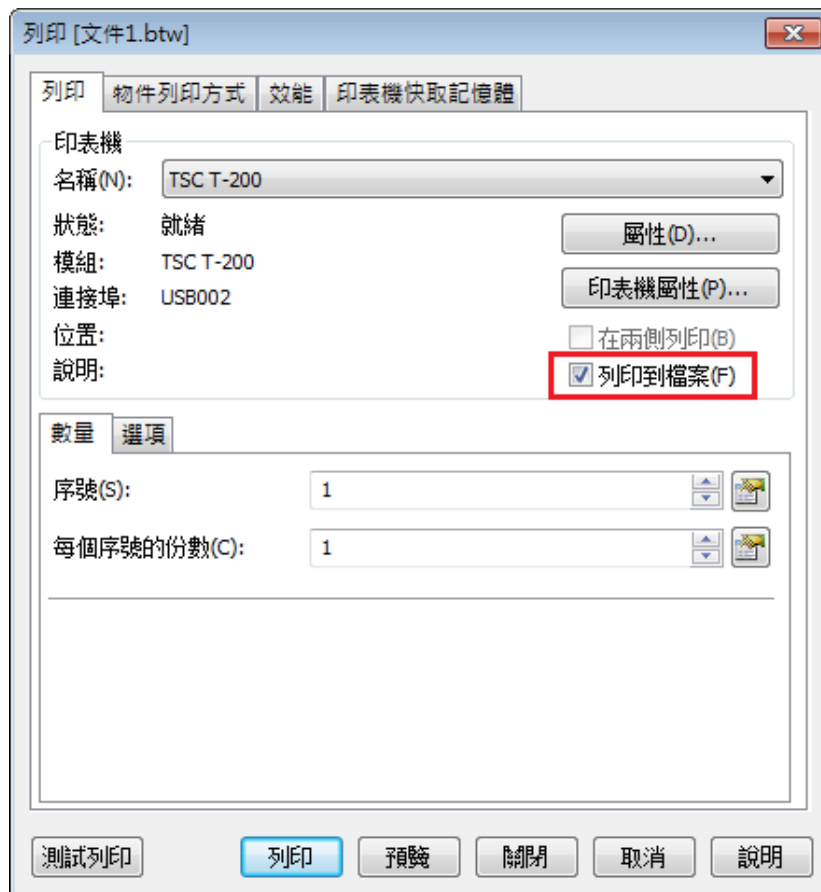 列印 [文件1.btw]
列印 物件列印方式 效能 印表機快取記憶體
印表機
名稱(N): TSC T-200
狀態: 就緒
屬性(D)...
模組: TSC T-200
印表機屬性(P)...
連接埠: USB002
位置:
在兩側列印(B)
說明:
列印到檔案(F)
數量 選項
序號(S): 1
每個序號的份數(C): 1
測試列印 列印 預覽 關閉 取消 說明